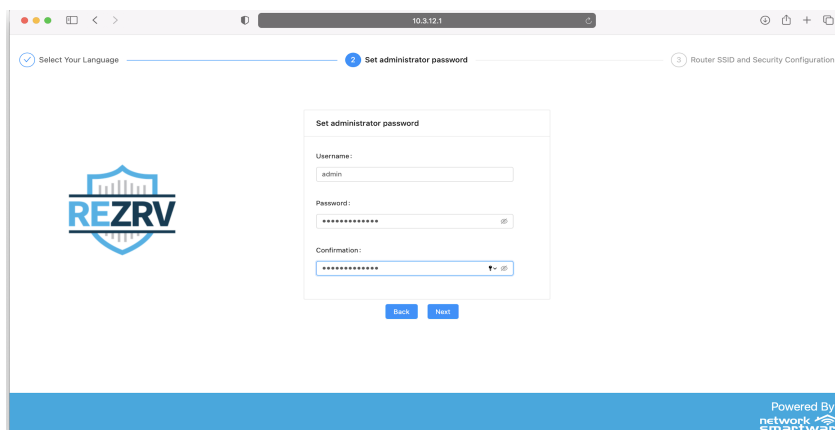 10.3.12.1
Select Your Language
2 Set administrator password
3 Router SSID and Security Configuration
Set administrator password
Username:
admin
REZRV
Password:
•••••••••••••
Confirmation:
•••••••••••••
Back Next
Powered By
network